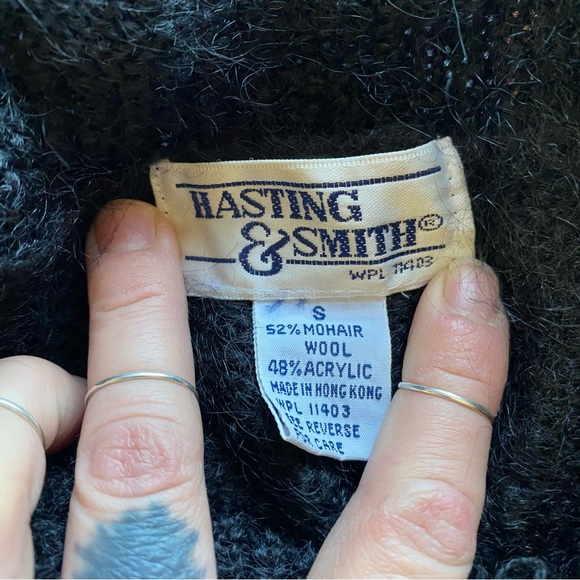 HASTING
&SMITH®
WPL 11403
S
52% MOHAIR
WOOL
48% ACRYLIC
MADE IN HONG KONG
WPL 11403
SEE REVERSE
FOR CARE